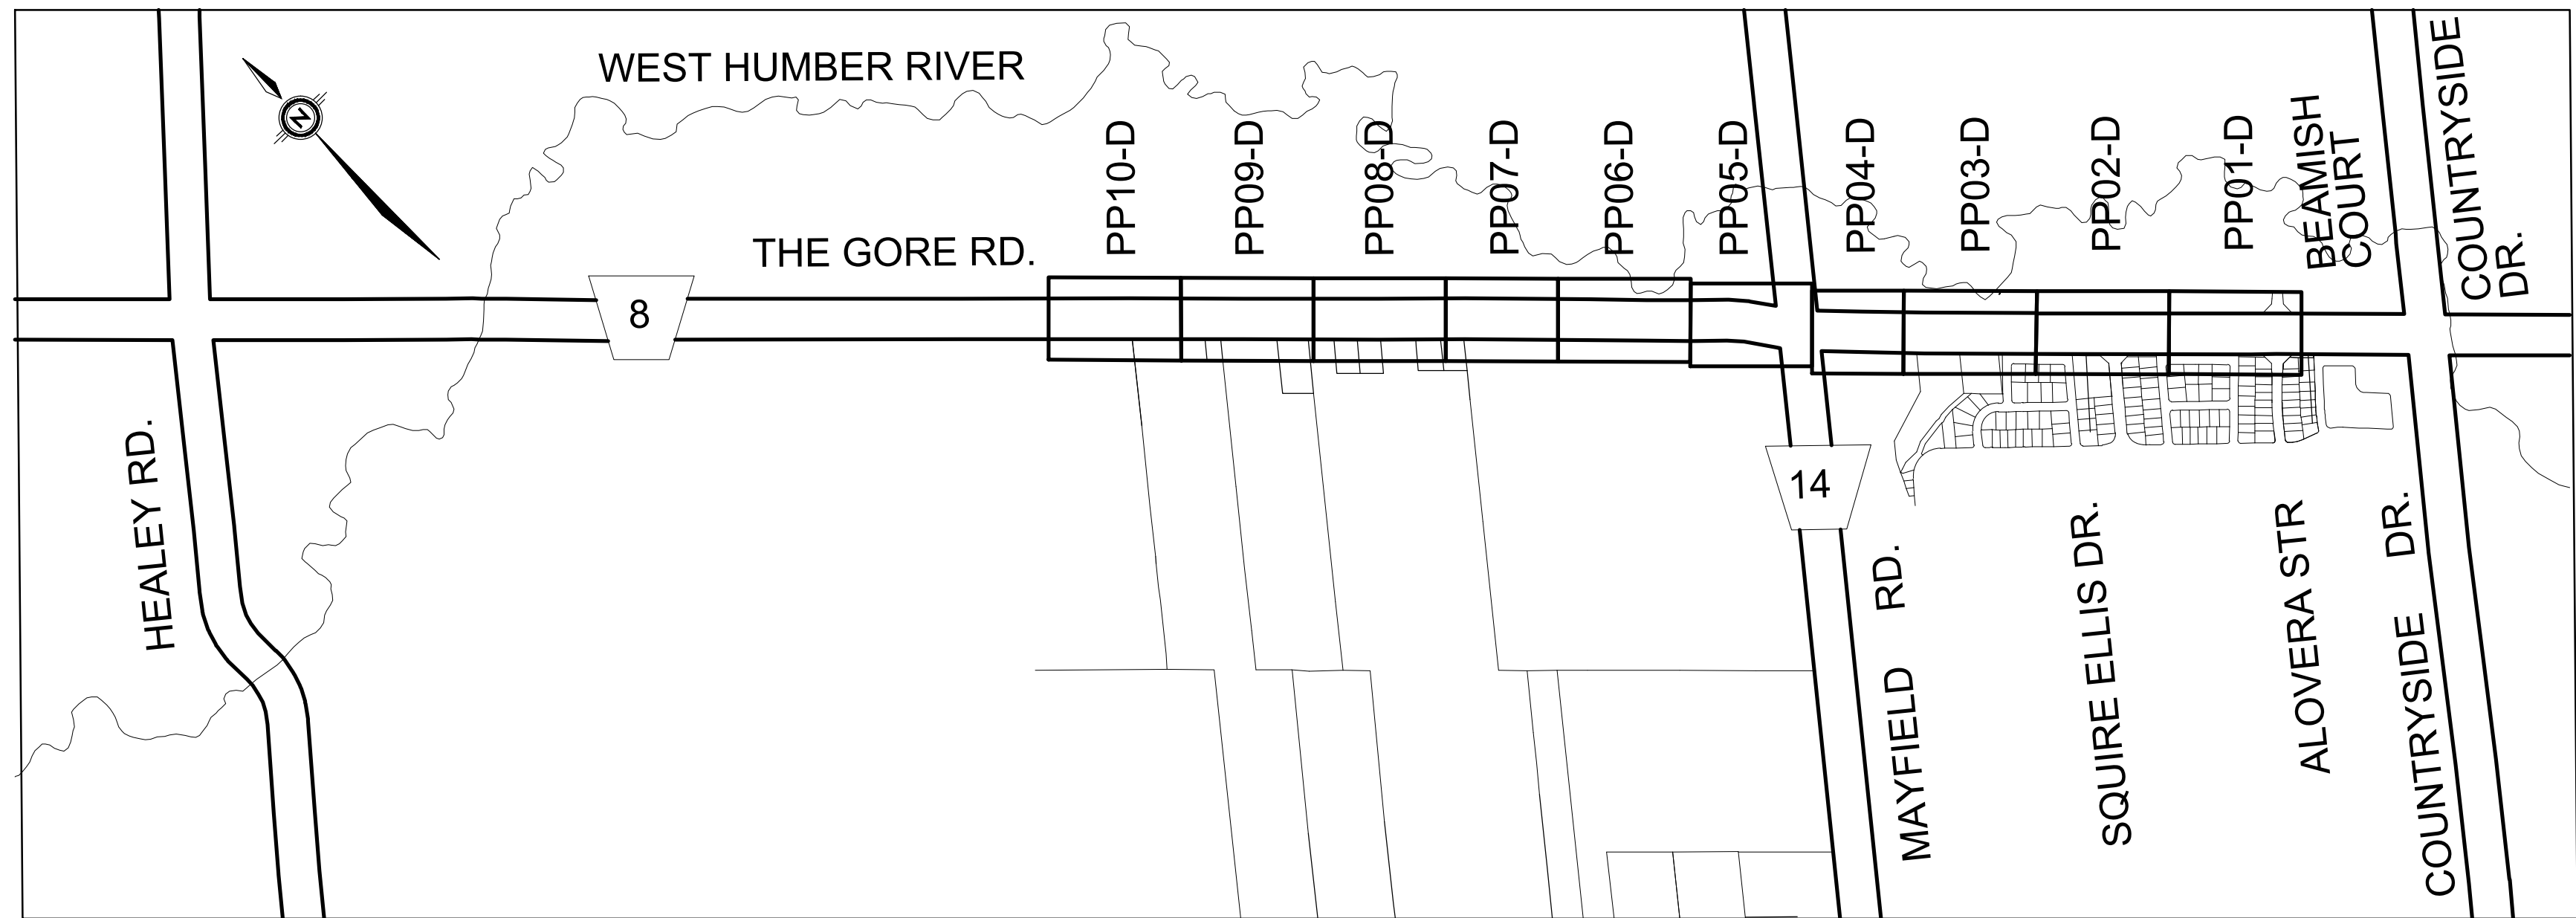 WEST HUMBER RIVER
N
THE GORE RD.
8
PP10-D
PP09-D
PP08-D
PP07-D
PP06-D
PP05-D
PP04-D
PP03-D
PP02-D
PP01-D
BEAMISH
COURT
COUNTRYSIDE
DR.
HEALEY RD.
14
MAYFIELD RD.
SQUIRE ELLIS DR.
ALOVERA STR
COUNTRYSIDE DR.